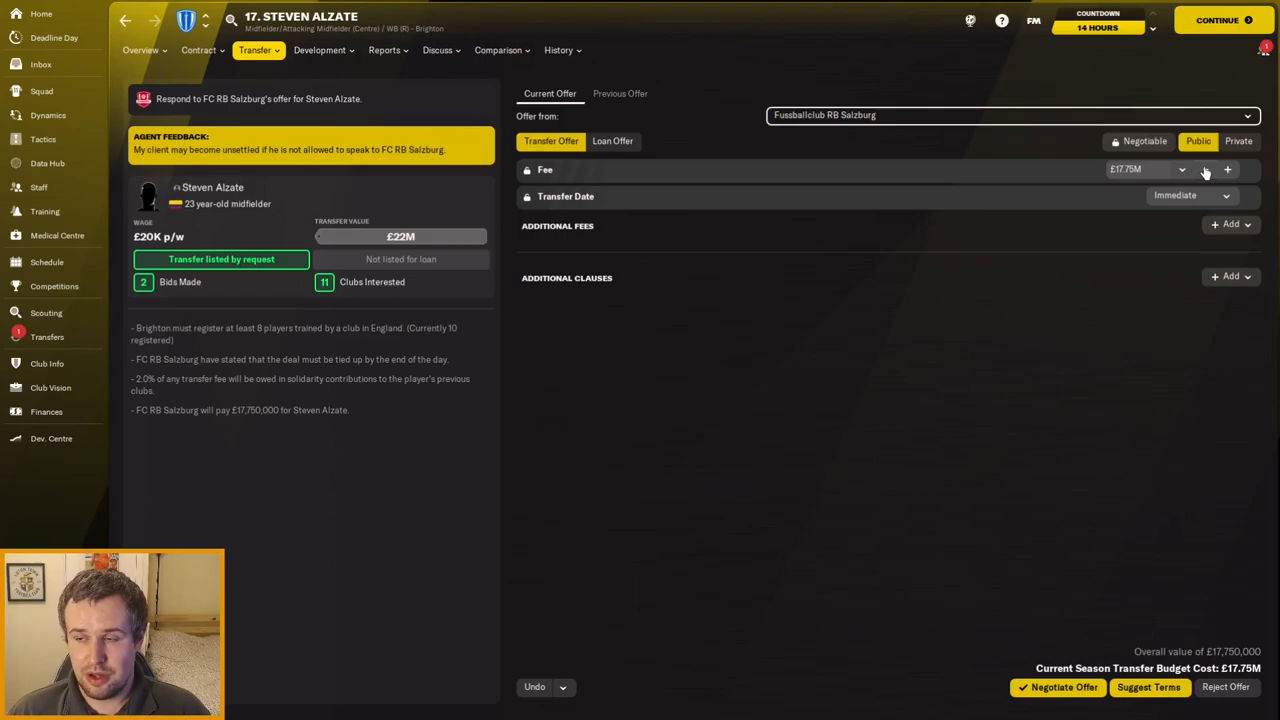 Home
Deadline Day
Inbox
Squad
Dynamics
Tactics
Data Hub
Staff
Training
Medical Centre
Schedule
Competitions
Scouting
1
Transfers
Club Info
Club Vision
Finances
Dev. Centre
17. STEVEN ALZATE
Midfielder/Attacking Midfielder (Centre) / WB (R) - Brighton
FM
COUNTDOWN
14 HOURS
CONTINUE
Overview
Contract
Transfer
Development
Reports
Discuss
Comparison
History
1
Respond to FC RB Salzburg's offer for Steven Alzate.
AGENT FEEDBACK:
My client may become unsettled if he is not allowed to speak to FC RB Salzburg.
Steven Alzate
23 year-old midfielder
WAGE
£20K p/w
TRANSFER VALUE
£22M
Transfer listed by request
Not listed for loan
2 Bids Made
11 Clubs Interested
- Brighton must register at least 8 players trained by a club in England. (Currently 10
registered)
- FC RB Salzburg have stated that the deal must be tied up by the end of the day.
- 2.0% of any transfer fee will be owed in solidarity contributions to the player's previous
clubs.
- FC RB Salzburg will pay £17,750,000 for Steven Alzate.
Current Offer
Previous Offer
Offer from:
Fussballclub RB Salzburg
Transfer Offer
Loan Offer
Negotiable
Public
Private
Fee
£17.75M
Transfer Date
Immediate
ADDITIONAL FEES
+ Add
ADDITIONAL CLAUSES
+ Add
Overall value of £17,750,000
Current Season Transfer Budget Cost: £17.75M
Undo
Negotiate Offer
Suggest Terms
Reject Offer